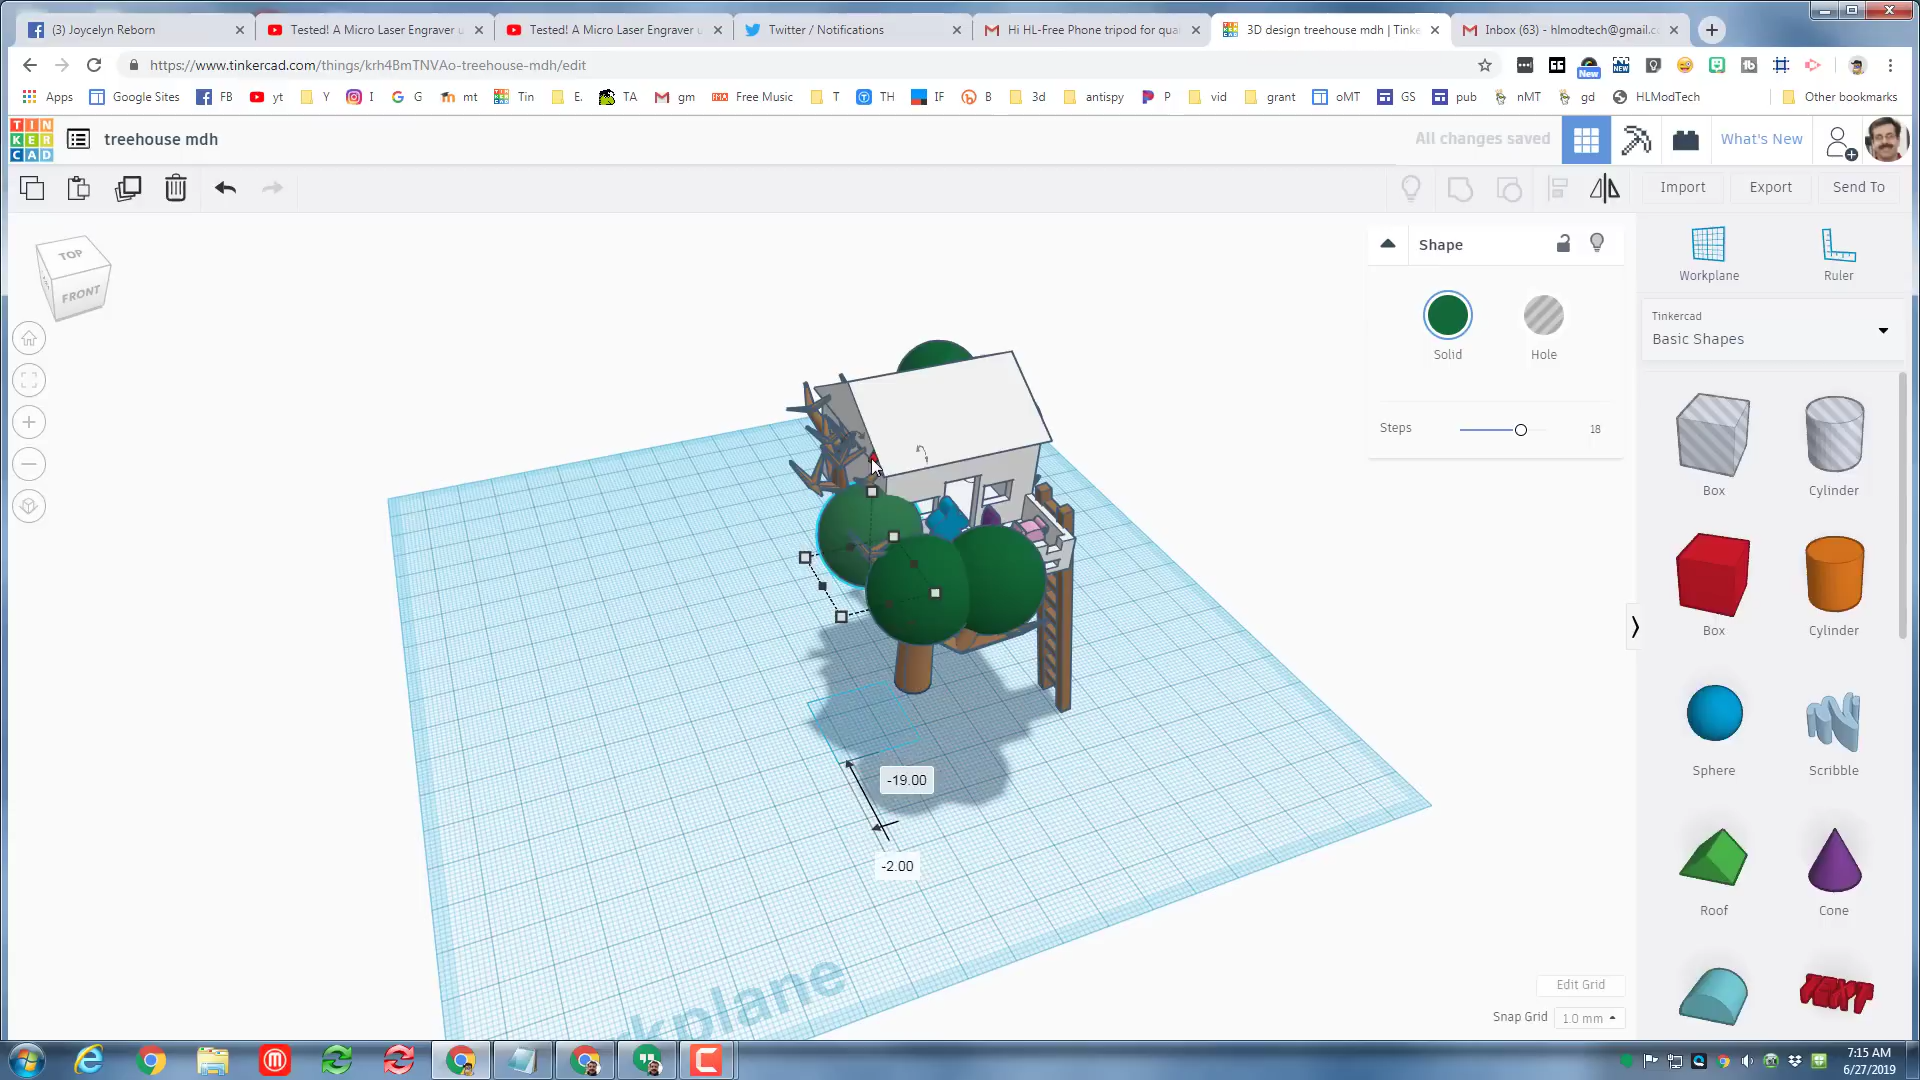 (3) Joycelyn Reborn
Tested! A Micro Laser Engraver u
Tested! A Micro Laser Engraver u
Twitter / Notifications
Hi HL-Free Phone tripod for qua
3D design treehouse mdh | Tinke
Inbox (63) - hlmodtech@gmail.co
https://www.tinkercad.com/things/krh4BmTNVAo-treehouse-mdh/edit
New
NEW
Apps
Google Sites
FB
yt
Y
I
G
mt
Tin
E.
TA
gm
Free Music
T
TH
IF
B
3d
antispy
P
vid
grant
oMT
GS
pub
nMT
gd
HLModTech
Other bookmarks
TIN
KER
CAD
treehouse mdh
All changes saved
What's New
Import
Export
Send To
TOP
FRONT
Shape
Solid
Hole
Steps
18
Workplane
Ruler
Tinkercad
Basic Shapes
Box
Cylinder
Box
Cylinder
Sphere
Scribble
Roof
Cone
TEXT
-19.00
-2.00
rkplane
Edit Grid
Snap Grid
1.0 mm
7:15 AM
6/27/2019